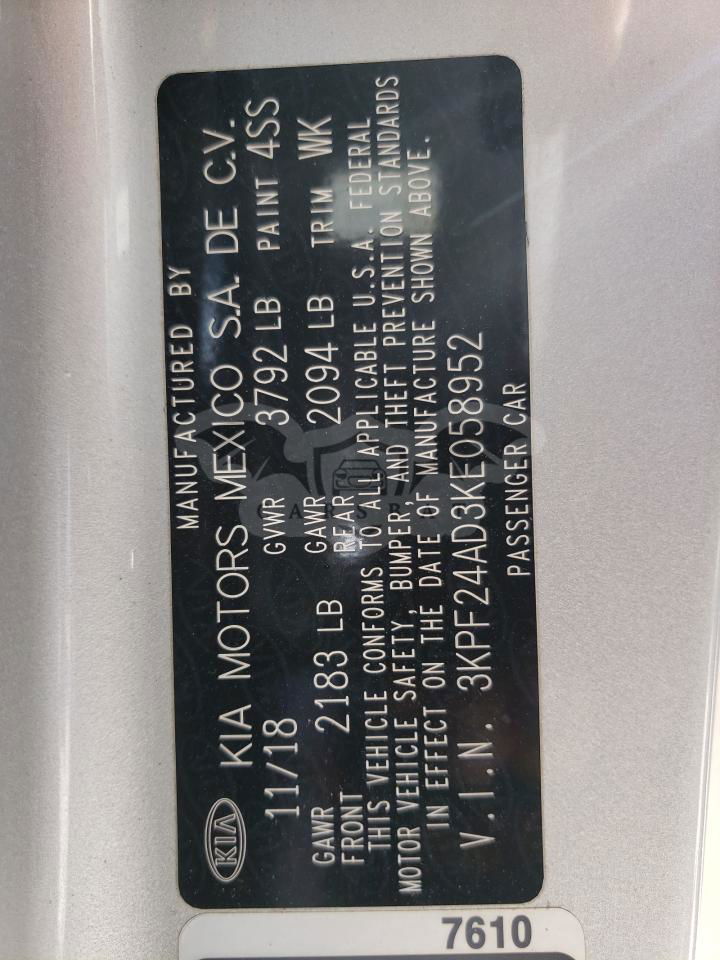 MANUFACTURED BY
KIA KIA MOTORS MEXICO S.A. DE C.V.
11/18 GVWR 3792 LB PAINT 4SS
GAWR FRONT 2183 LB GAWR REAR 2094 LB TRIM WK
THIS VEHICLE CONFORMS TO ALL APPLICABLE U.S.A. FEDERAL
MOTOR VEHICLE SAFETY, BUMPER, AND THEFT PREVENTION STANDARDS
IN EFFECT ON THE DATE OF MANUFACTURE SHOWN ABOVE.
V.I.N. 3KPF24AD3KE058952
PASSENGER CAR
7610